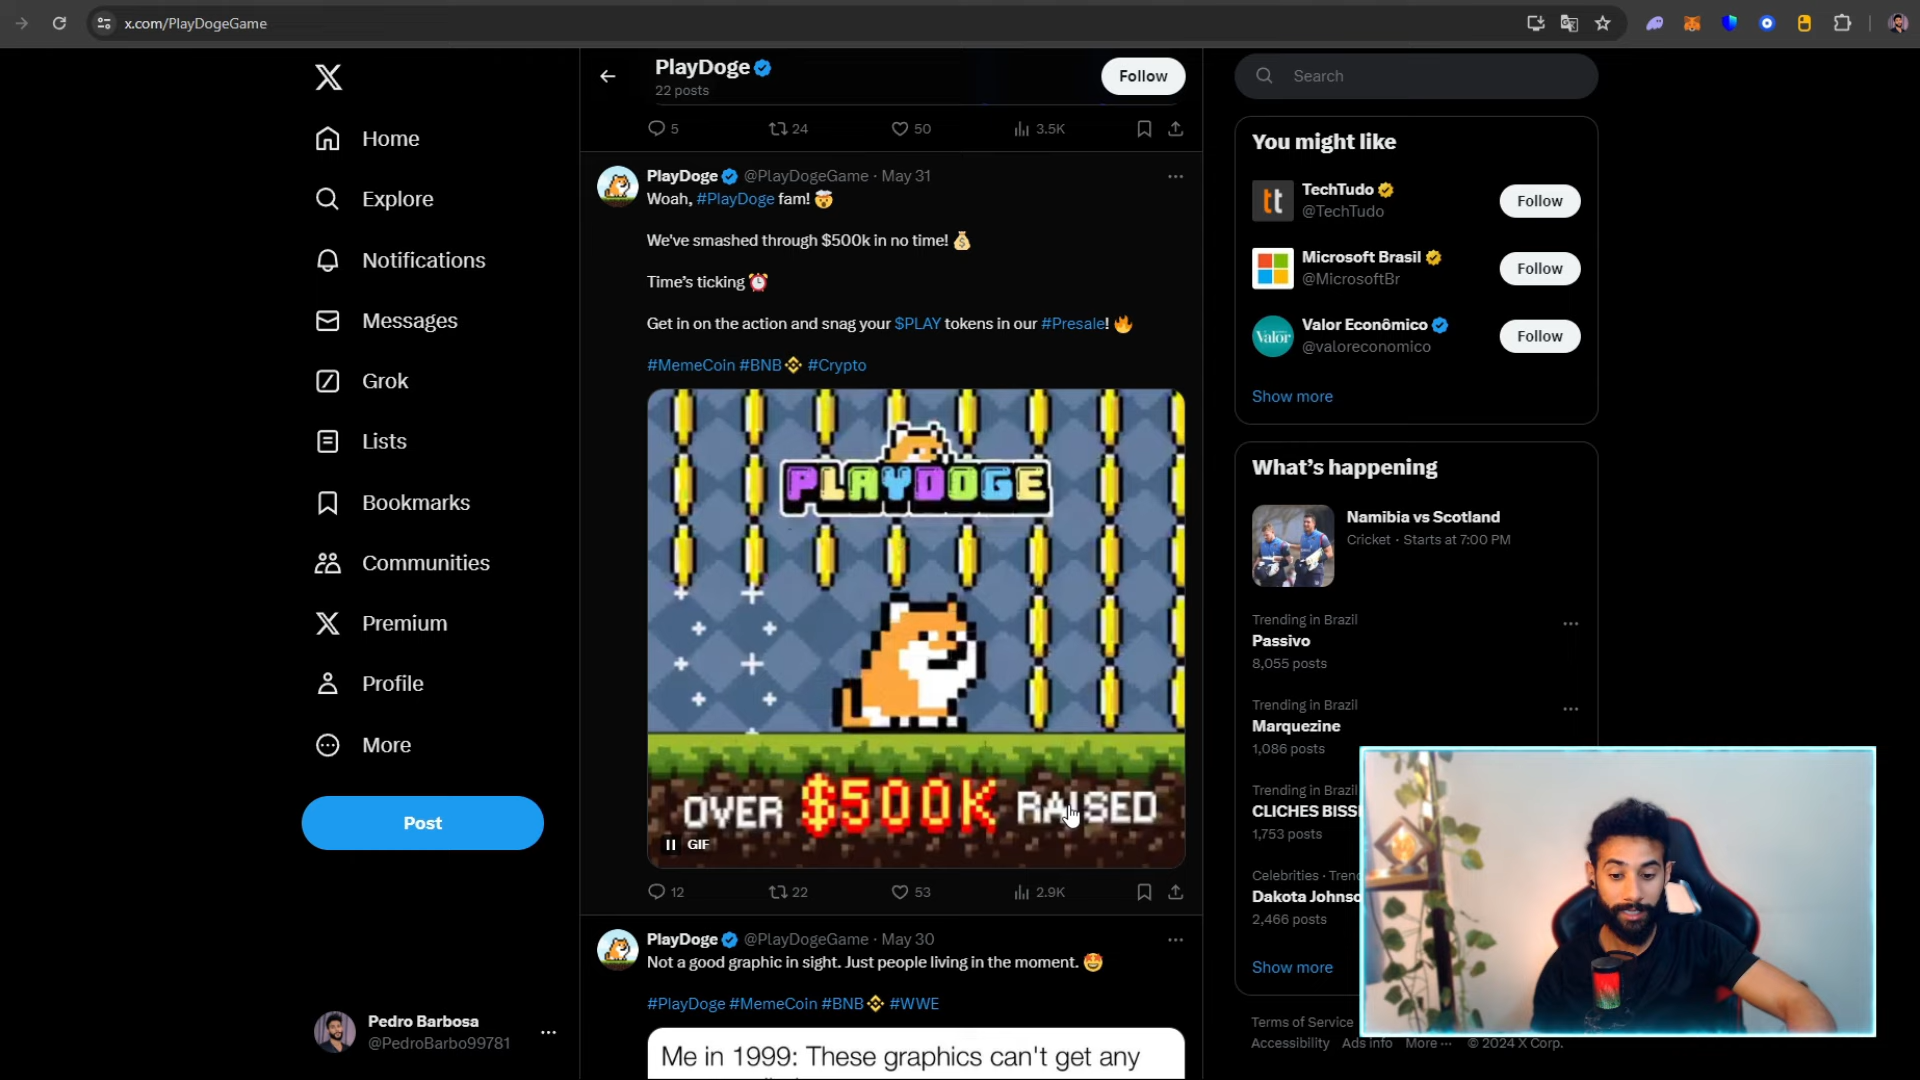 x.com/PlayDogeGame
Home
Explore
Notifications
Messages
Grok
Lists
Bookmarks
Communities
Premium
Profile
More
Post
Pedro Barbosa
@PedroBarbo99781
PlayDoge
22 posts
Follow
5 24 50 3.5K
PlayDoge @PlayDogeGame · May 31
Woah, #PlayDoge fam! 🤯
We've smashed through $500k in no time! 💰
Time's ticking ⏰
Get in on the action and snag your $PLAY tokens in our #Presale! 🔥
#MemeCoin #BNB #Crypto
PLAYDOGE
OVER $500K RAISED
GIF
12 22 53 2.9K
PlayDoge @PlayDogeGame · May 30
Not a good graphic in sight. Just people living in the moment. 🤩
#PlayDoge #MemeCoin #BNB #WWE
Me in 1999: These graphics can't get any
Search
You might like
tt
TechTudo
@TechTudo
Follow
Microsoft Brasil
@MicrosoftBr
Follow
Valor
Valor Econômico
@valoreconomico
Follow
Show more
What's happening
Namibia vs Scotland
Cricket · Starts at 7:00 PM
Trending in Brazil
Passivo
8,055 posts
Trending in Brazil
Marquezine
1,086 posts
Trending in Brazil
CLICHES
1,753 posts
Celebrities ·
Dakota
2,466 posts
Show more
Terms of Service
Accessibility Ads info More ··· © 2024 X Corp.